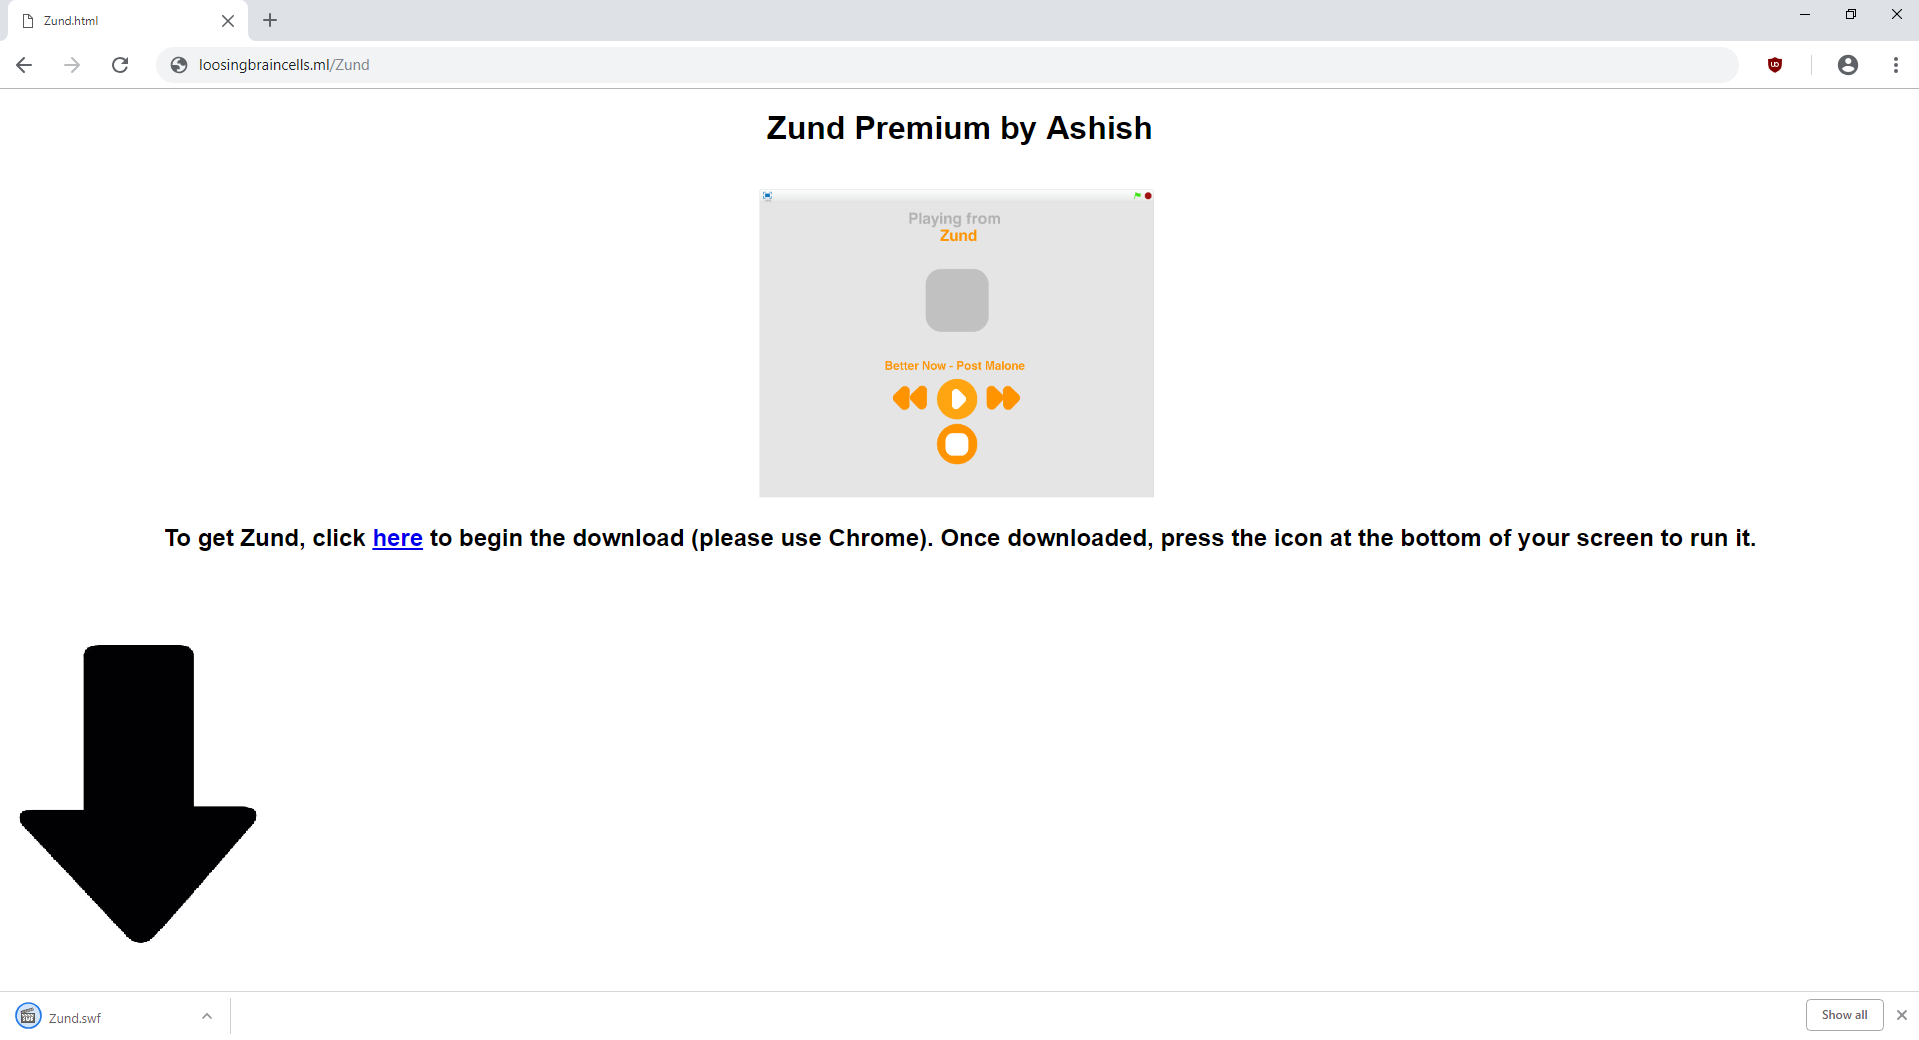 Zund.html
loosingbraincells.ml/Zund
Zund Premium by Ashish
Playing from
Zund
Better Now - Post Malone
To get Zund, click here to begin the download (please use Chrome). Once downloaded, press the icon at the bottom of your screen to run it.
Zund.swf
Show all